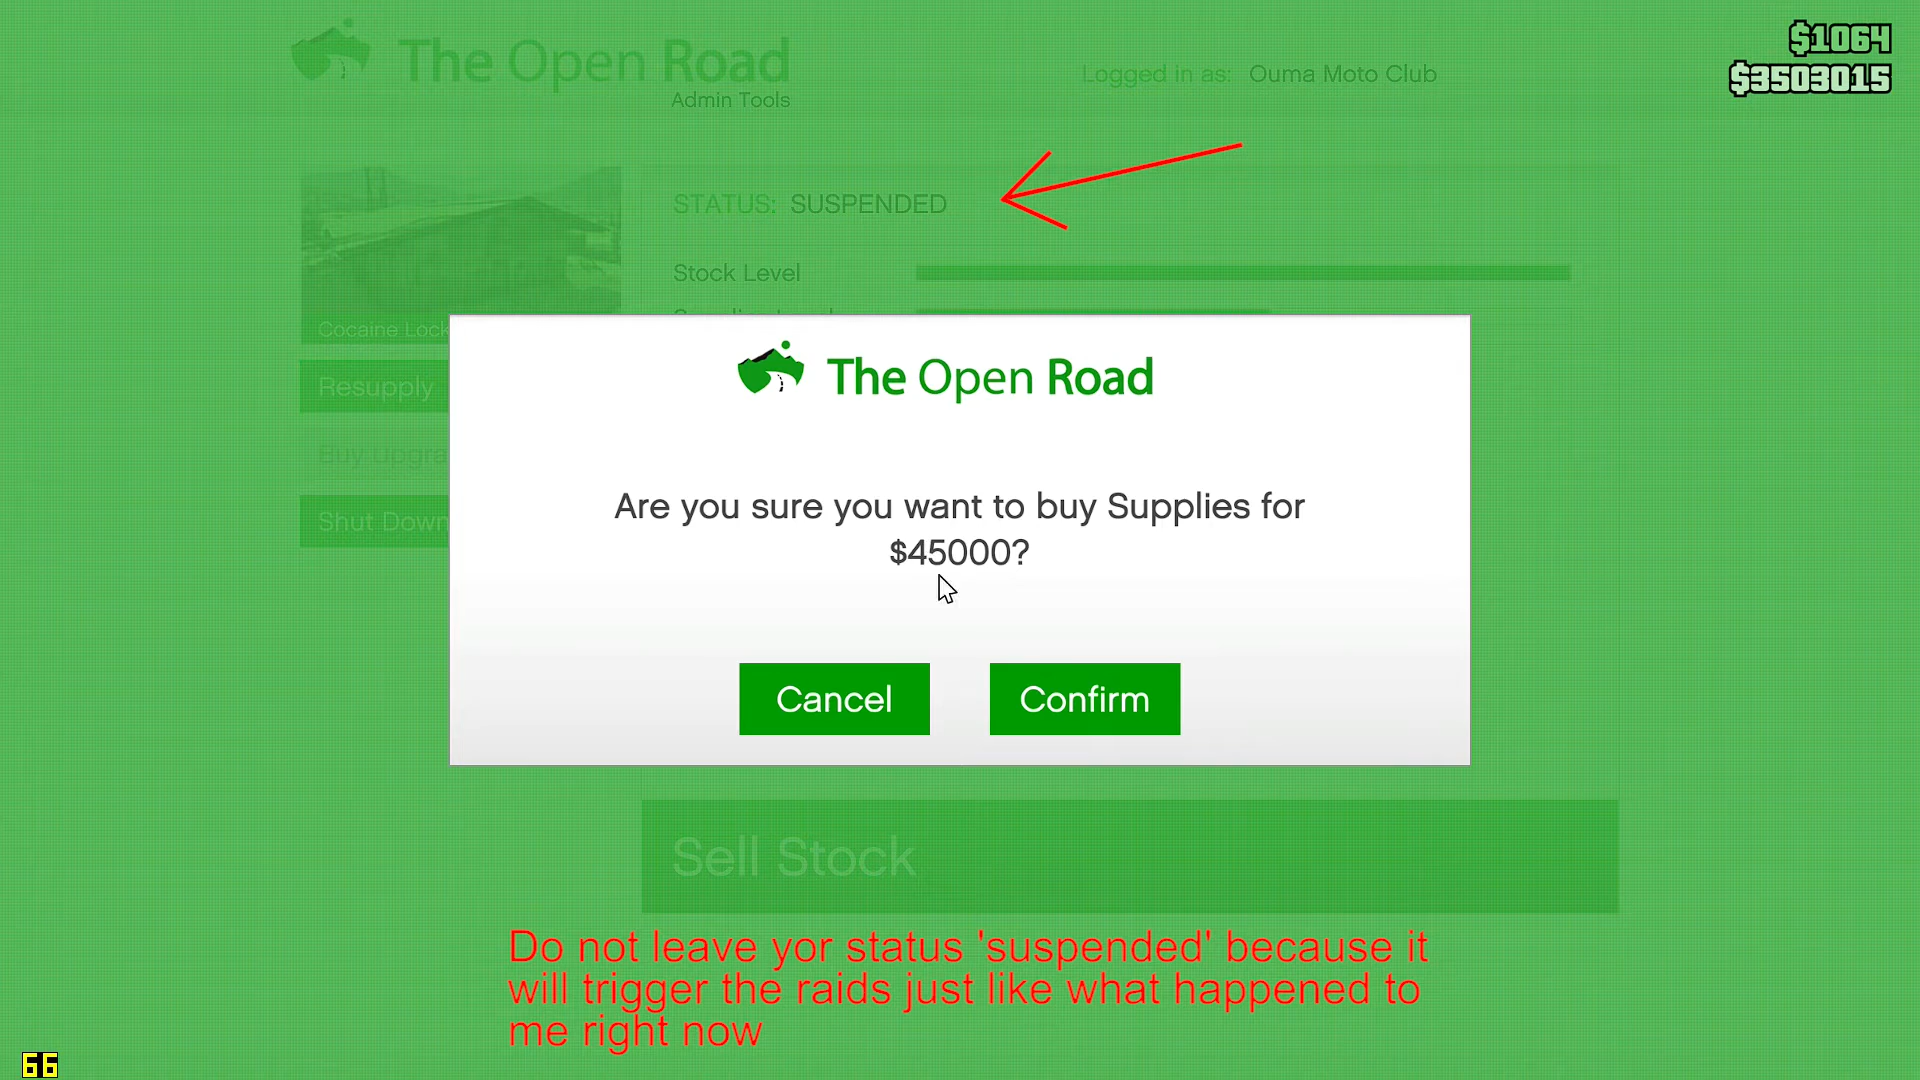 The Open Road
Admin Tools
Logged in as: Ouma Moto Club
$1064
$3503015
STATUS: SUSPENDED
Stock Level
Cocaine Lock
Resupply
Buy Upgra
Shut Down
The Open Road
Are you sure you want to buy Supplies for
$45000?
Cancel
Confirm
Sell Stock
Do not leave yor status 'suspended' because it
will trigger the raids just like what happened to
me right now
66